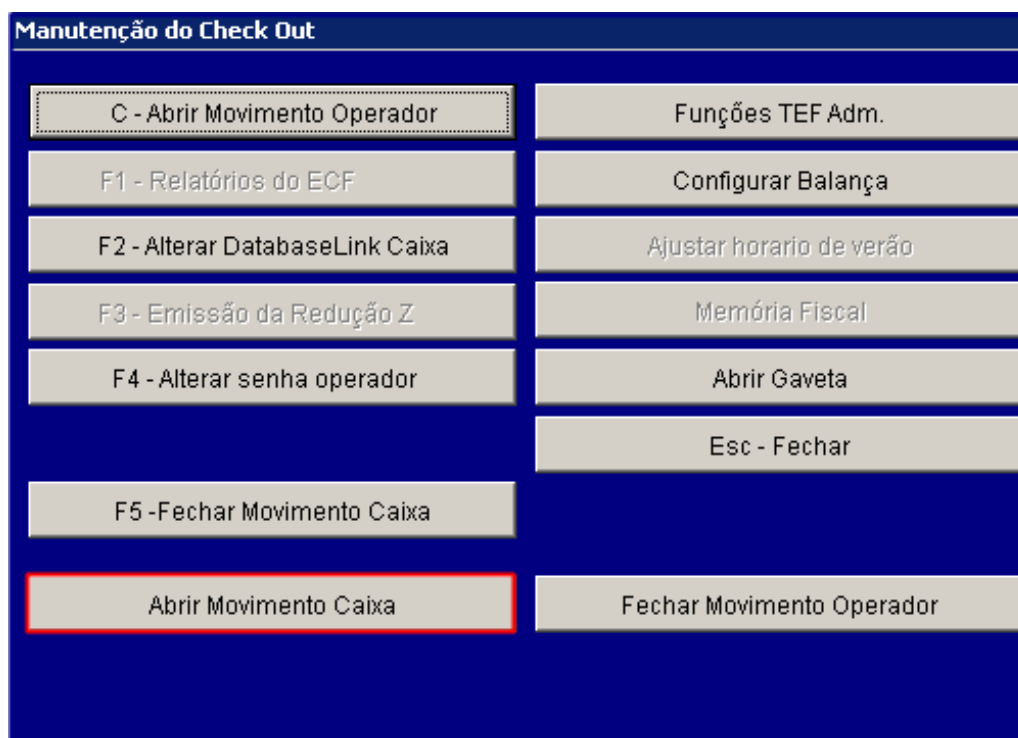 Manutenção do Check Out
C - Abrir Movimento Operador
Funções TEF Adm.
F1 - Relatórios do ECF
Configurar Balança
F2 - Alterar DatabaseLink Caixa
Ajustar horario de verão
F3 - Emissão da Redução Z
Memória Fiscal
F4 - Alterar senha operador
Abrir Gaveta
Esc - Fechar
F5 -Fechar Movimento Caixa
Abrir Movimento Caixa
Fechar Movimento Operador